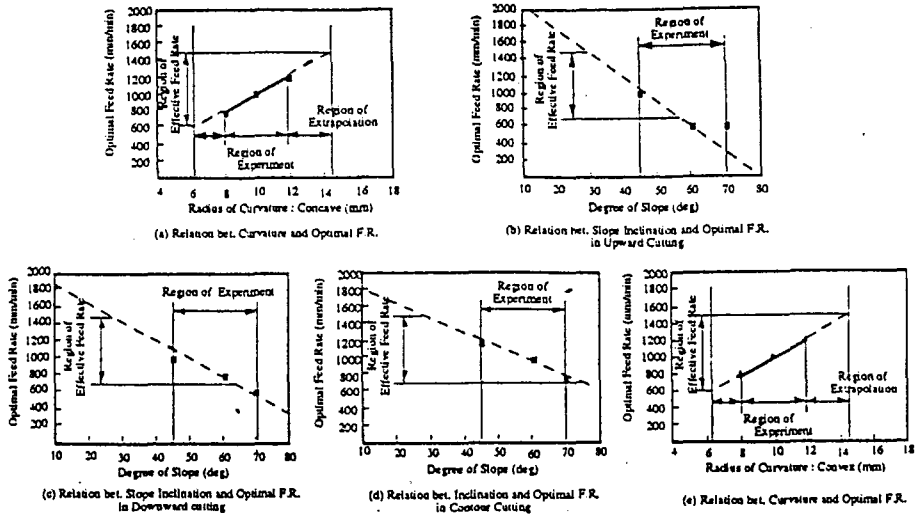 2000
1800
1600
1400
1200
1000
800
600
400
200
Optimal Feed Rate (mm/min)
Region of
Effective Feed Rate
Region of
Extrapolation
Region of
Experiment
4 6 8 10 12 14 16 18
Radius of Curvature : Concave (mm)
(a) Relation bet. Curvature and Optimal F.R.
2000
1800
1600
1400
1200
1000
800
600
400
200
Optimal Feed Rate (mm/min)
Region of
Effective Feed Rate
Region of
Experiment
10 20 30 40 50 60 70 80
Degree of Slope (deg)
(b) Relation bet. Slope Inclination and Optimal F.R.
in Upward Cutting
2000
1800
1600
1400
1200
1000
800
600
400
200
Optimal Feed Rate (mm/min)
Region of
Effective Feed Rate
Region of Experiment
10 20 30 40 50 60 70 80
Degree of Slope (deg)
(c) Relation bet. Slope Inclination and Optimal F.R.
in Downward cutting
2000
1800
1600
1400
1200
1000
800
600
400
200
Optimal Feed Rate (mm/min)
Region of
Effective Feed Rate
Region of
Experiment
10 20 30 40 50 60 70 80
Degree of Slope (deg)
(d) Relation bet. Inclination and Optimal F.R.
in Contour Cutting
2000
1800
1600
1400
1200
1000
800
600
400
200
Optimal Feed Rate (mm/min)
Region of
Effective Feed Rate
Region of
Extrapolation
Region of
Experiment
4 6 8 10 12 14 16 18
Radius of Curvature : Convex (mm)
(e) Relation bet. Curvature and Optimal F.R.